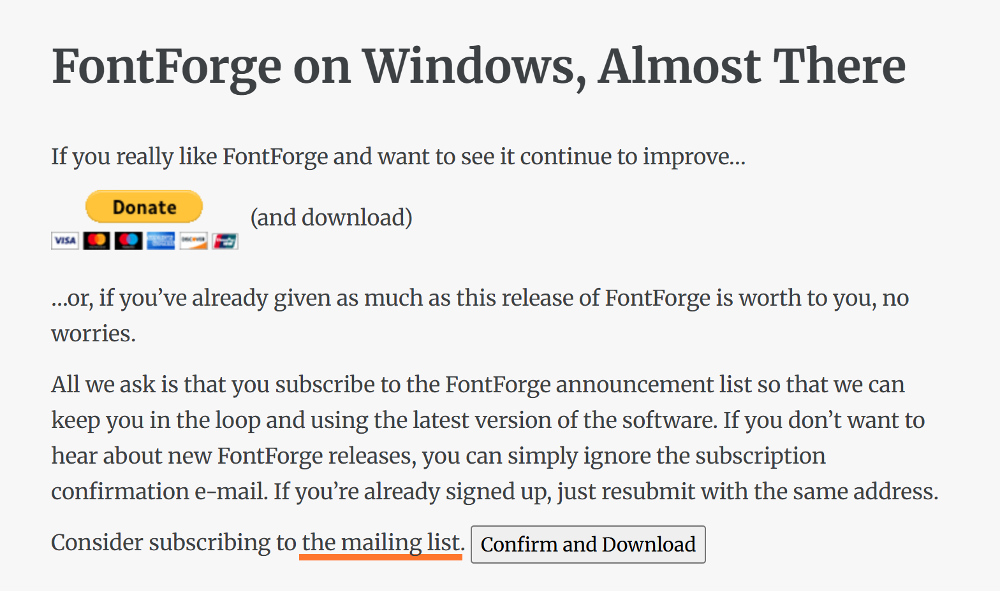 FontForge on Windows, Almost There
If you really like FontForge and want to see it continue to improve…
Donate
(and download)
VISA
DISCOVER
…or, if you’ve already given as much as this release of FontForge is worth to you, no
worries.
All we ask is that you subscribe to the FontForge announcement list so that we can
keep you in the loop and using the latest version of the software. If you don’t want to
hear about new FontForge releases, you can simply ignore the subscription
confirmation e-mail. If you’re already signed up, just resubmit with the same address.
Consider subscribing to the mailing list. Confirm and Download